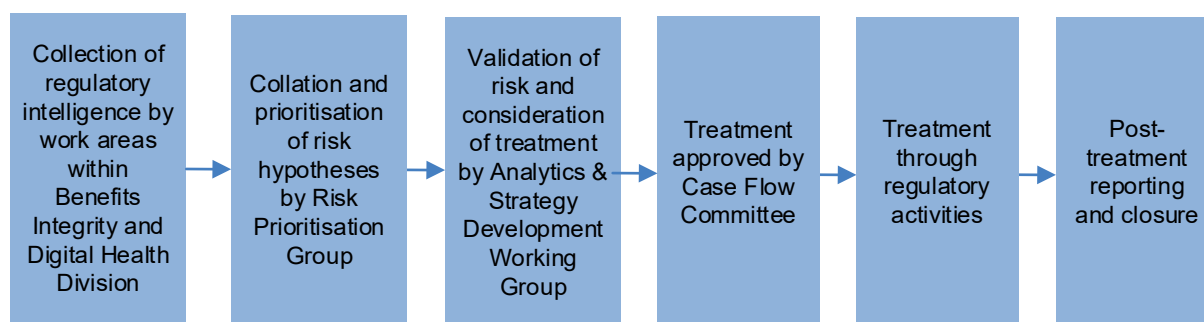 Collection of
regulatory
intelligence by
work areas
within
Benefits
Integrity and
Digital Health
Division
Collation and
prioritisation
of risk
hypotheses
by Risk
Prioritisation
Group
Validation of
risk and
consideration
of treatment
by Analytics &
Strategy
Development
Working
Group
Treatment
approved by
Case Flow
Committee
Treatment
through
regulatory
activities
Post-
treatment
reporting
and closure